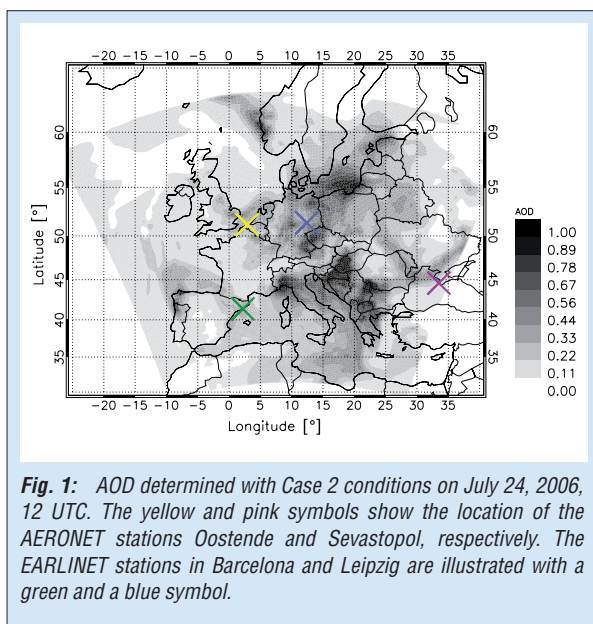 −20 −15 −10 −5 0 5 10 15 20 25 30 35
60 60
55 55
50 50
45 45
40 40
35 35
Latitude [°]
−20 −15 −10 −5 0 5 10 15 20 25 30 35
Longitude [°]
AOD
1.00
0.89
0.78
0.67
0.56
0.44
0.33
0.22
0.11
0.00
Fig. 1: AOD determined with Case 2 conditions on July 24, 2006,
12 UTC. The yellow and pink symbols show the location of the
AERONET stations Oostende and Sevastopol, respectively. The
EARLINET stations in Barcelona and Leipzig are illustrated with a
green and a blue symbol.